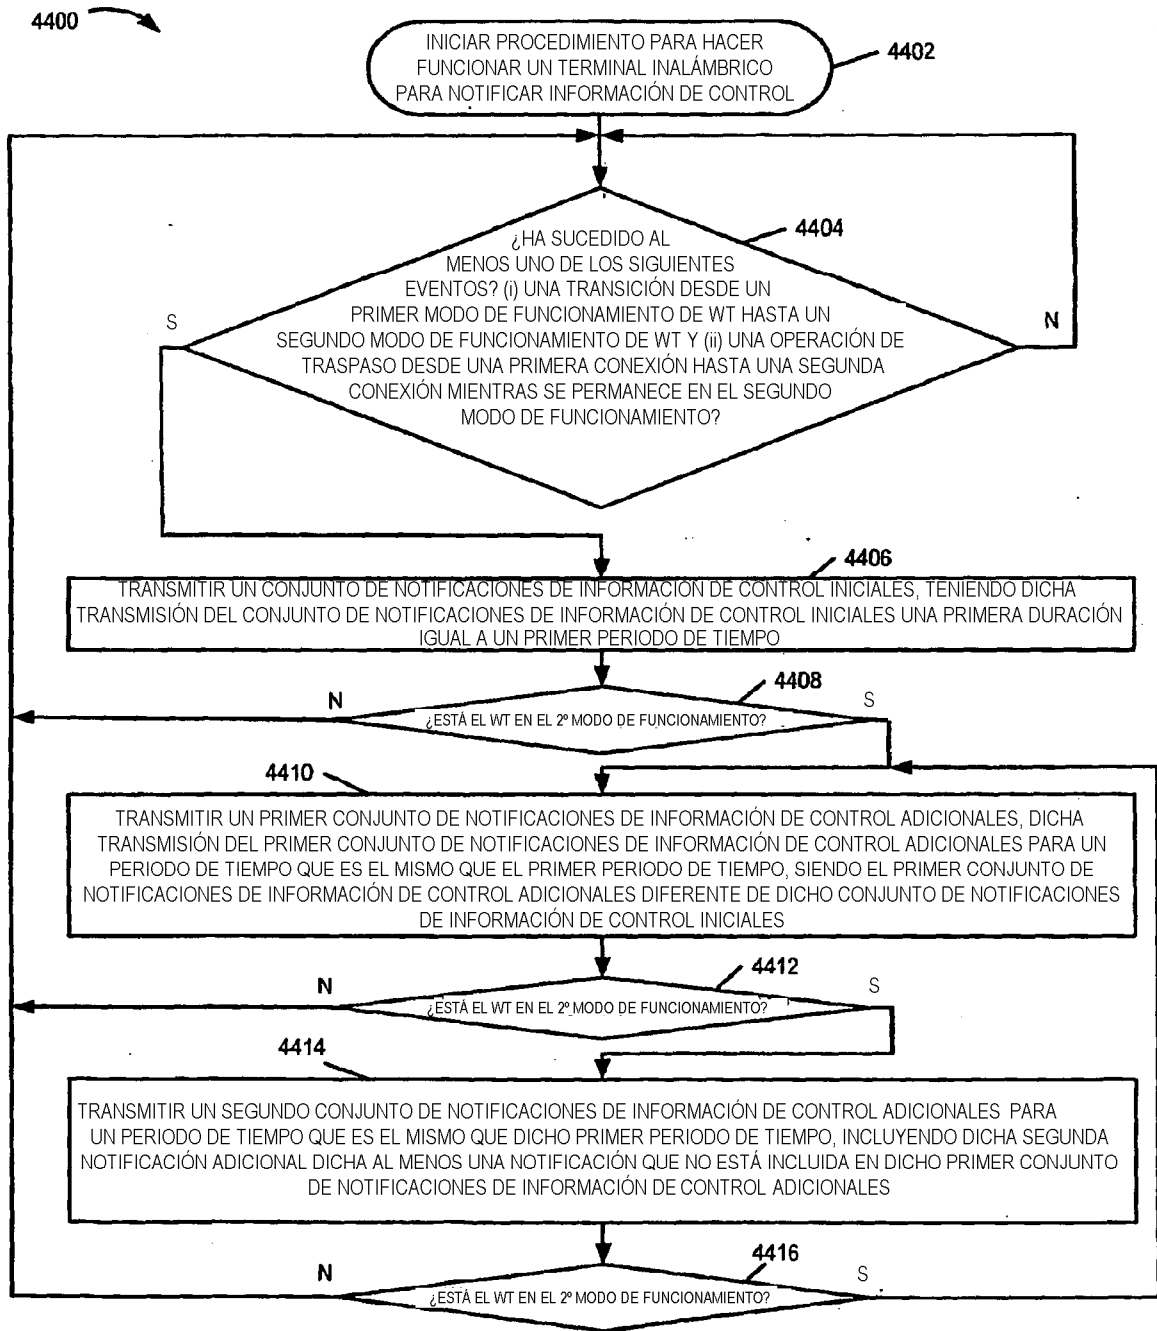 4400
INICIAR PROCEDIMIENTO PARA HACER
FUNCIONAR UN TERMINAL INALÁMBRICO
PARA NOTIFICAR INFORMACIÓN DE CONTROL
4402
4404
¿HA SUCEDIDO AL
MENOS UNO DE LOS SIGUIENTES
EVENTOS? (i) UNA TRANSICIÓN DESDE UN
PRIMER MODO DE FUNCIONAMIENTO DE WT HASTA UN
SEGUNDO MODO DE FUNCIONAMIENTO DE WT Y (ii) UNA OPERACIÓN DE
TRASPASO DESDE UNA PRIMERA CONEXIÓN HASTA UNA SEGUNDA
CONEXIÓN MIENTRAS SE PERMANECE EN EL SEGUNDO
MODO DE FUNCIONAMIENTO?
S
N
4406
TRANSMITIR UN CONJUNTO DE NOTIFICACIONES DE INFORMACIÓN DE CONTROL INICIALES, TENIENDO DICHA
TRANSMISIÓN DEL CONJUNTO DE NOTIFICACIONES DE INFORMACIÓN DE CONTROL INICIALES UNA PRIMERA DURACIÓN
IGUAL A UN PRIMER PERIODO DE TIEMPO
4408
N
S
¿ESTÁ EL WT EN EL 2º MODO DE FUNCIONAMIENTO?
4410
TRANSMITIR UN PRIMER CONJUNTO DE NOTIFICACIONES DE INFORMACIÓN DE CONTROL ADICIONALES, DICHA
TRANSMISIÓN DEL PRIMER CONJUNTO DE NOTIFICACIONES DE INFORMACIÓN DE CONTROL ADICIONALES PARA UN
PERIODO DE TIEMPO QUE ES EL MISMO QUE EL PRIMER PERIODO DE TIEMPO, SIENDO EL PRIMER CONJUNTO DE
NOTIFICACIONES DE INFORMACIÓN DE CONTROL ADICIONALES DIFERENTE DE DICHO CONJUNTO DE NOTIFICACIONES
DE INFORMACIÓN DE CONTROL INICIALES
4412
N
S
¿ESTÁ EL WT EN EL 2º MODO DE FUNCIONAMIENTO?
4414
TRANSMITIR UN SEGUNDO CONJUNTO DE NOTIFICACIONES DE INFORMACIÓN DE CONTROL ADICIONALES PARA
UN PERIODO DE TIEMPO QUE ES EL MISMO QUE DICHO PRIMER PERIODO DE TIEMPO, INCLUYENDO DICHA SEGUNDA
NOTIFICACIÓN ADICIONAL DICHA AL MENOS UNA NOTIFICACIÓN QUE NO ESTÁ INCLUIDA EN DICHO PRIMER CONJUNTO
DE NOTIFICACIONES DE INFORMACIÓN DE CONTROL ADICIONALES
4416
N
S
¿ESTÁ EL WT EN EL 2º MODO DE FUNCIONAMIENTO?